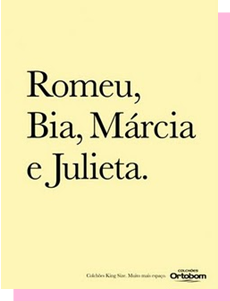 Romeu,
Bia, Márcia
e Julieta.
Colchões King Size. Muito mais espaço.
COLCHÕES
Ortobom